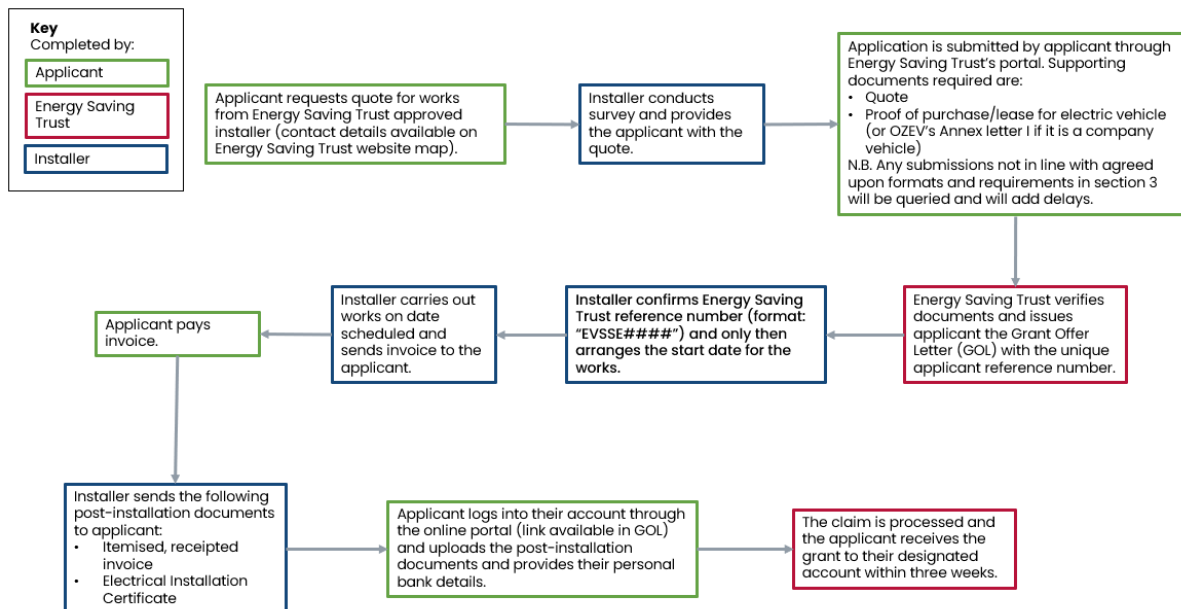 Key
Completed by:
Applicant
Energy Saving
Trust
Installer
Applicant requests quote for works
from Energy Saving Trust approved
installer (contact details available on
Energy Saving Trust website map).
Installer conducts
survey and provides
the applicant with the
quote.
Application is submitted by applicant through
Energy Saving Trust's portal. Supporting
documents required are:
• Quote
• Proof of purchase/lease for electric vehicle
(or OZEV's Annex letter I if it is a company
vehicle)
N.B. Any submissions not in line with agreed
upon formats and requirements in section 3
will be queried and will add delays.
Energy Saving Trust verifies
documents and issues
applicant the Grant Offer
Letter (GOL) with the unique
applicant reference number.
Installer confirms Energy Saving
Trust reference number (format:
"EVSSE####") and only then
arranges the start date for the
works.
Installer carries out
works on date
scheduled and
sends invoice to the
applicant.
Applicant pays
invoice.
Installer sends the following
post-installation documents
to applicant:
• Itemised, receipted
invoice
• Electrical Installation
Certificate
Applicant logs into their account through
the online portal (link available in GOL)
and uploads the post-installation
documents and provides their personal
bank details.
The claim is processed and
the applicant receives the
grant to their designated
account within three weeks.